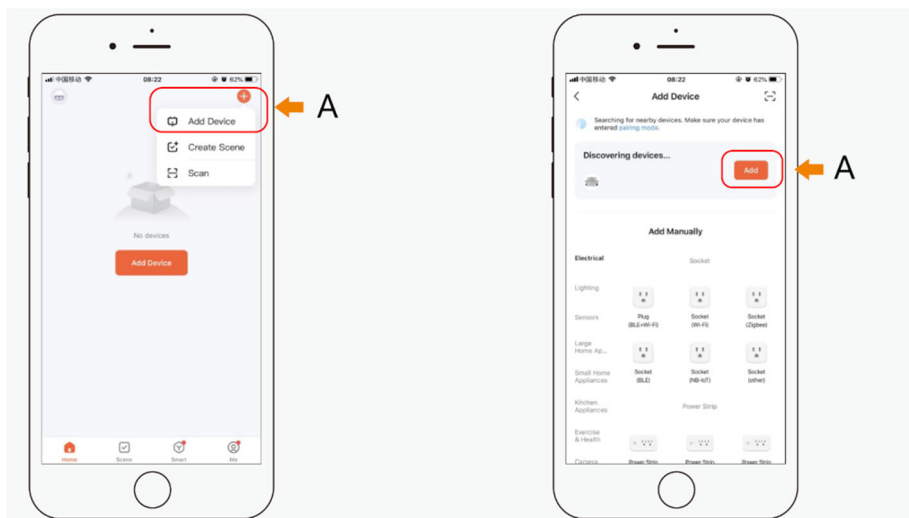 中国移动 08:22 62%
Add Device
Create Scene
Scan
No devices
Add Device
Home Scene Smart Me
A
中国移动 08:22 62%
Add Device
Searching for nearby devices. Make sure your device has
entered pairing mode.
Discovering devices...
Add
Add Manually
Electrical
Socket
Lighting
Sensors
Plug
(BLE+Wi-Fi)
Socket
(Wi-Fi)
Socket
(Zigbee)
Large
Home Ap...
Small Home
Appliances
Socket
(BLE)
Socket
(NB-IoT)
Socket
(other)
Kitchen
Appliances
Power Strip
Exercise
& Health
Camera
Power Strip
Power Strip
Power Strip
A